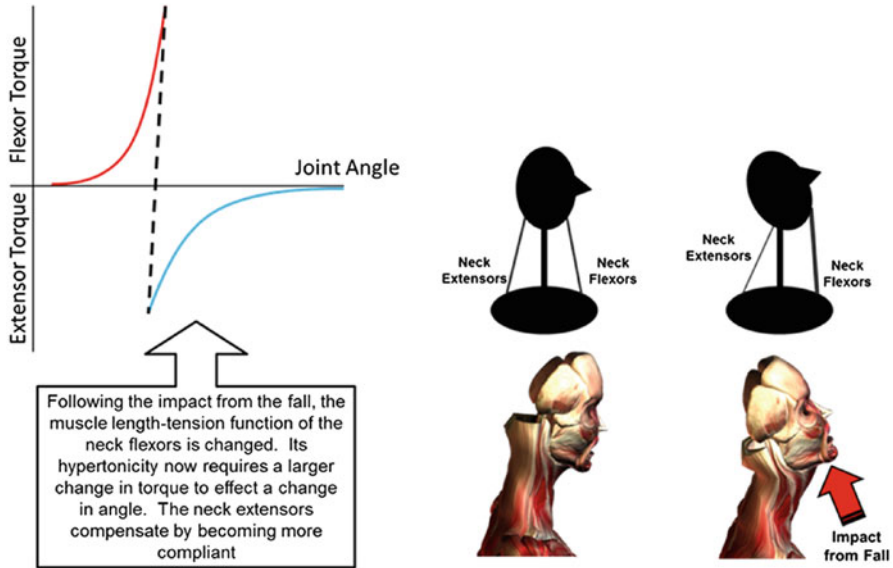 Flexor Torque
Extensor Torque
Joint Angle
Following the impact from the fall, the
muscle length-tension function of the
neck flexors is changed. Its
hypertonicity now requires a larger
change in torque to effect a change
in angle. The neck extensors
compensate by becoming more
compliant
Neck
Extensors
Neck
Flexors
Neck
Extensors
Neck
Flexors
Impact
from Fall